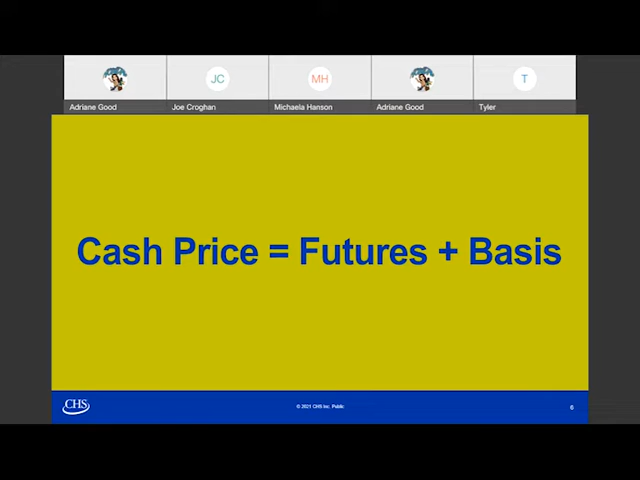 JC
MH
T
Adriane Good
Joe Croghan
Michaela Hanson
Adriane Good
Tyler
Cash Price = Futures + Basis
CHS
© 2021 CHS Inc. Public
6